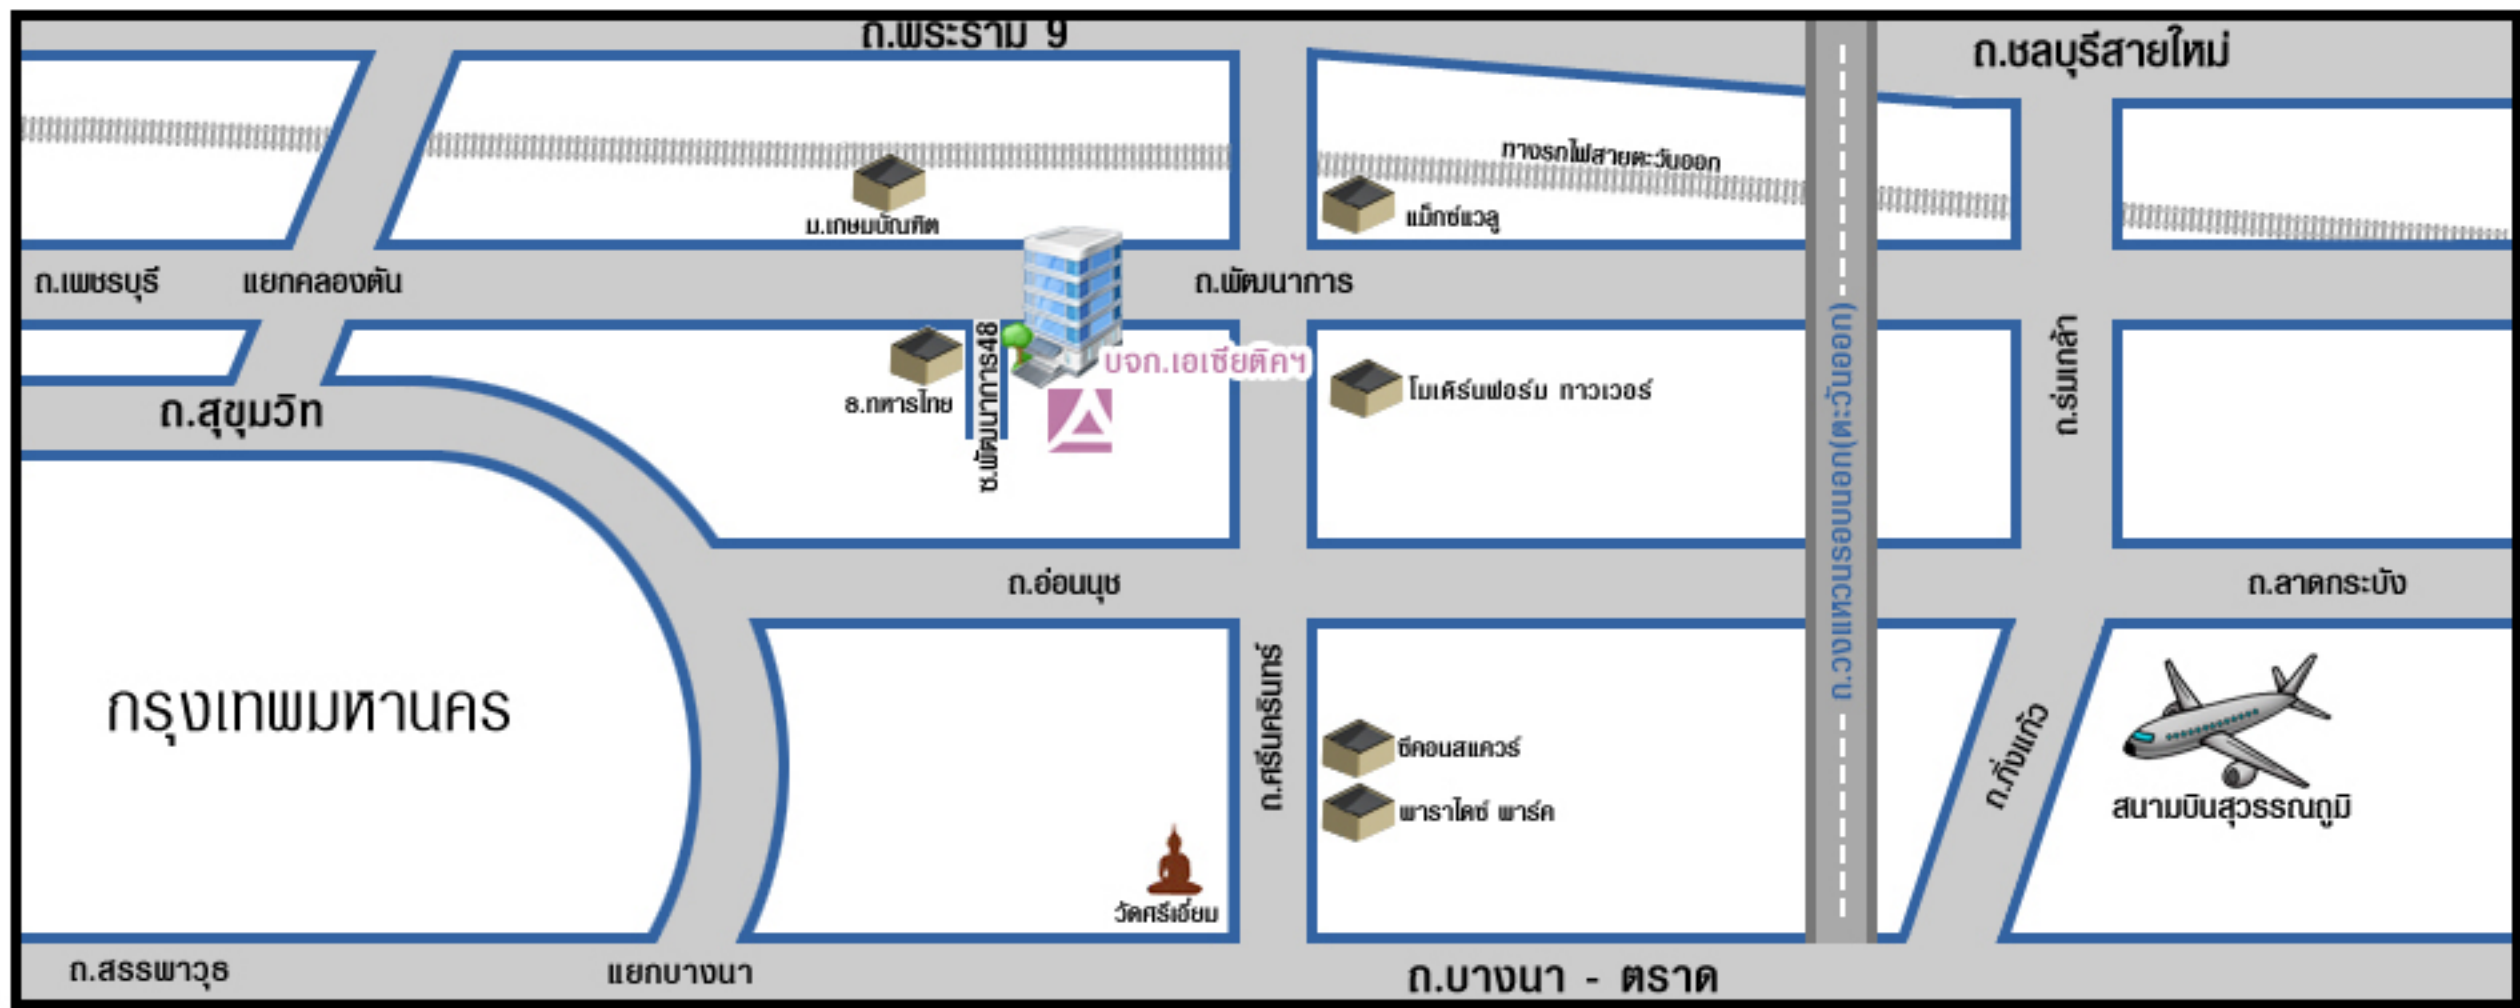 ถ.พระราม 9
ถ.ชลบุรีสายใหม่
ทางรถไฟสายตะวันออก
ม.เกษมบัณฑิต
แม็กซ์แวลู
ถ.เพชรบุรี
แยกคลองตัน
ถ.พัฒนาการ
ธ.ทหารไทย
ซ.พัฒนาการ48
บจก.เอเซียติคฯ
โมเดิร์นฟอร์ม ทาวเวอร์
ถ.วงแหวนรอบนอก(ตะวันออก)
ถ.ร่มเกล้า
ถ.สุขุมวิท
ถ.อ่อนนุช
ถ.ลาดกระบัง
กรุงเทพมหานคร
ถ.ศรีนครินทร์
ซีคอนสแควร์
พาราไดซ์ พาร์ค
ถ.กิ่งแก้ว
สนามบินสุวรรณภูมิ
วัดศรีเอี่ยม
ถ.สรรพาวุธ
แยกบางนา
ถ.บางนา - ตราด